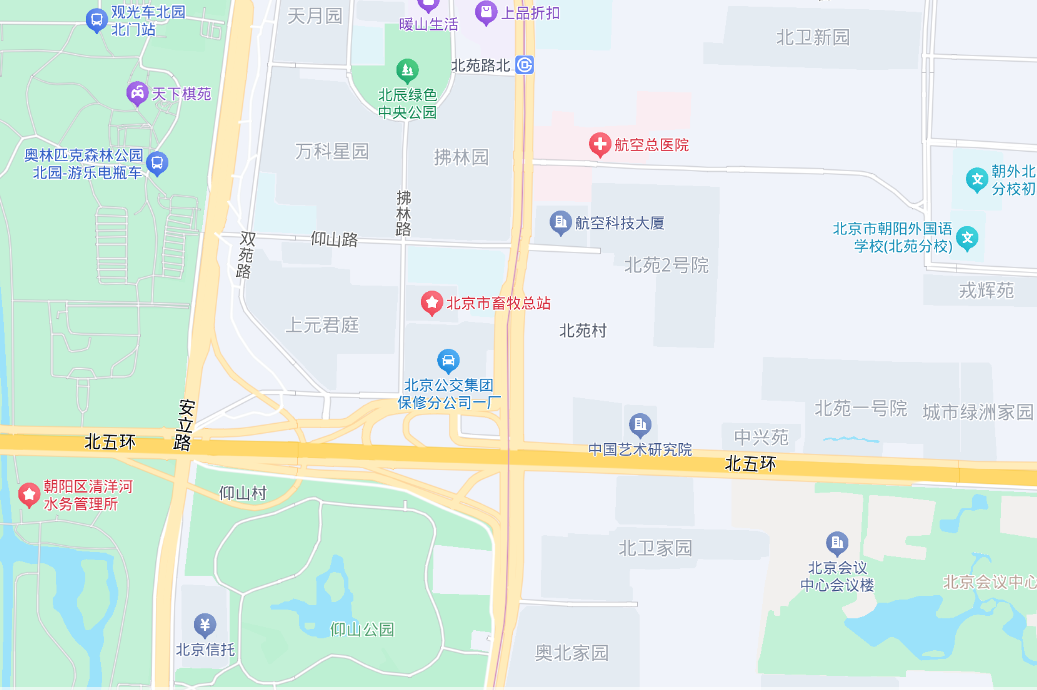 观光车北园
北门站
天月园
暖山生活
上品折扣
北卫新园
北苑路北
天下棋苑
北辰绿色
中央公园
航空总医院
奥林匹克森林公园
北园-游乐电瓶车
万科星园
拂林园
朝外北
分校初
拂林路
航空科技大厦
北京市朝阳外国语
学校(北苑分校)
双苑路
仰山路
北苑2号院
戎辉苑
北京市畜牧总站
上元君庭
北苑村
北京公交集团
保修分公司一厂
安立路
北苑一号院
城市绿洲家园
中兴苑
北五环
中国艺术研究院
北五环
朝阳区清洋河
水务管理所
仰山村
北卫家园
北京会议
中心会议楼
北京会议中心
仰山公园
北京信托
奥北家园